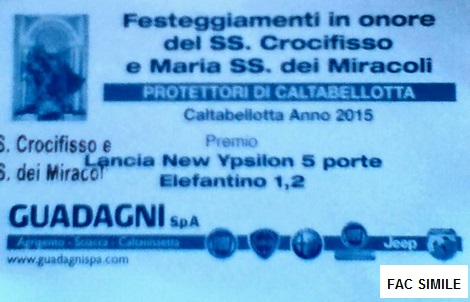 Festeggiamenti in onore
del SS. Crocifisso
e Maria SS. dei Miracoli
PROTETTORI DI CALTABELLOTTA
Caltabellotta Anno 2015
S. Crocifisso e
S. dei Miracol
Premio
Lancia New Ypsilon 5 porte
Elefantino 1,2
GUADAGNI SpA
Agrigento - Sciacca - Caltanissetta
Jeep
www.guadagnispa.com
FAC SIMILE